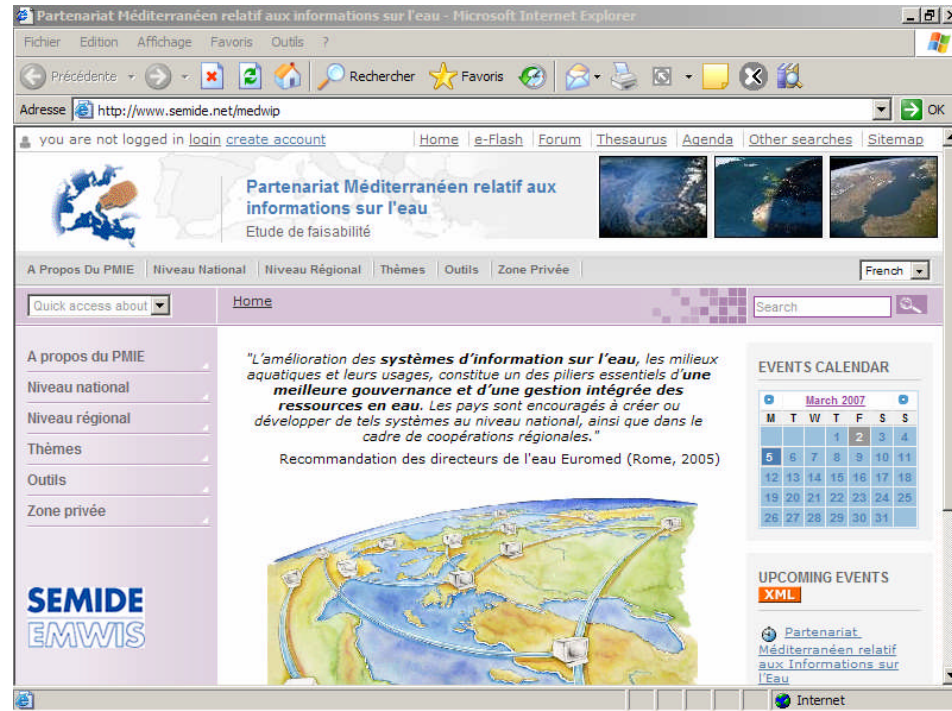 Partenariat Méditerranéen relatif aux informations sur l'eau - Microsoft Internet Explorer
Fichier Edition Affichage Favoris Outils ?
Précédente Rechercher Favoris
Adresse http://www.semide.net/medwip OK
you are not logged in login create account Home e-Flash Forum Thesaurus Agenda Other searches Sitemap
Partenariat Méditerranéen relatif aux
informations sur l'eau
Etude de faisabilité
A Propos Du PMIE Niveau National Niveau Régional Thèmes Outils Zone Privée French
Quick access about Home Search
A propos du PMIE
Niveau national
Niveau régional
Thèmes
Outils
Zone privée
SEMIDE
EMWIS
"L'amélioration des systèmes d'information sur l'eau, les milieux
aquatiques et leurs usages, constitue un des piliers essentiels d'une
meilleure gouvernance et d'une gestion intégrée des
ressources en eau. Les pays sont encouragés à créer ou
développer de tels systèmes au niveau national, ainsi que dans le
cadre de coopérations régionales."
Recommandation des directeurs de l'eau Euromed (Rome, 2005)
EVENTS CALENDAR
March 2007
M T W T F S S
1 2 3 4
5 6 7 8 9 10 11
12 13 14 15 16 17 18
19 20 21 22 23 24 25
26 27 28 29 30 31
UPCOMING EVENTS
XML
Partenariat
Méditerranéen relatif
aux Informations sur
l'Eau
Internet